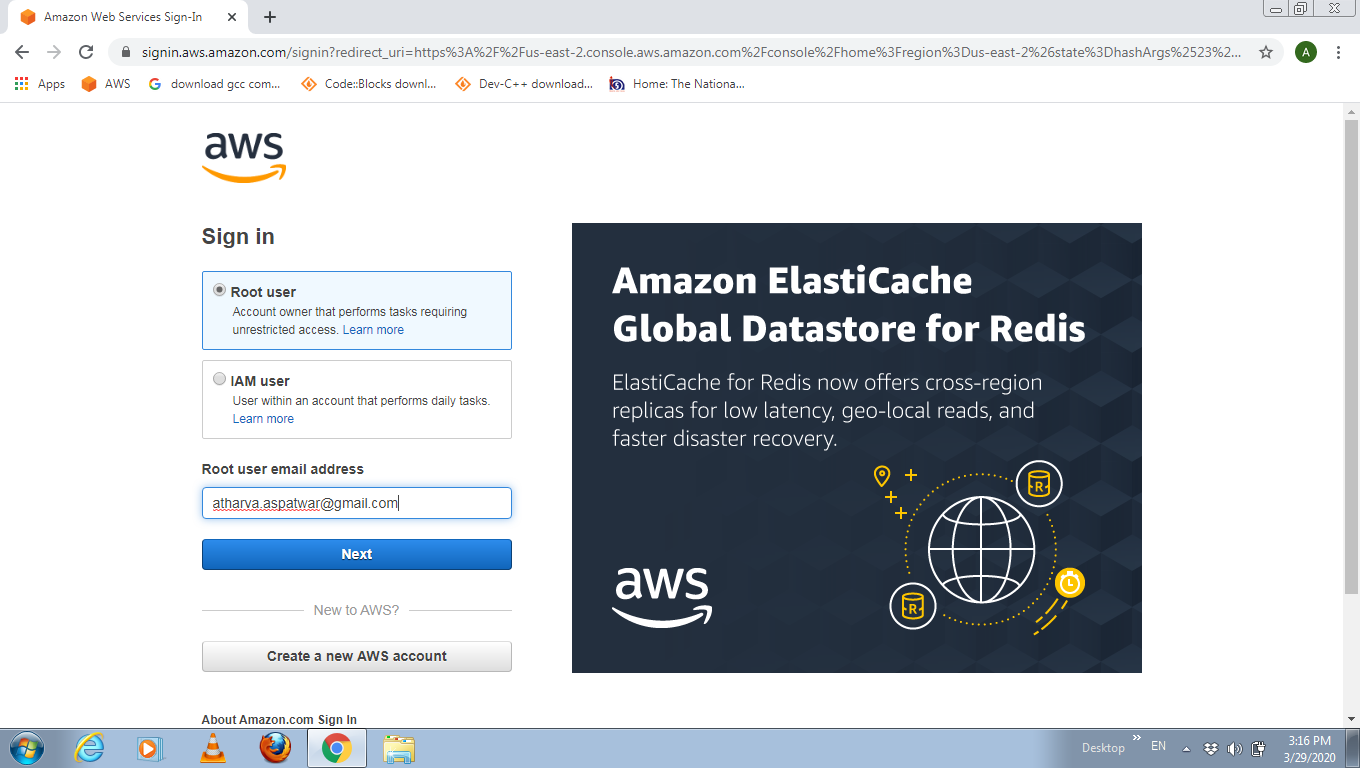 Amazon Web Services Sign-In
signin.aws.amazon.com/signin?redirect_uri=https%3A%2F%2Fus-east-2.console.aws.amazon.com%2Fconsole%2Fhome%3Fregion%3Dus-east-2%26state%3DhashArgs%2523%2...
A
Apps
AWS
download gcc com...
Code::Blocks downl...
Dev-C++ download...
Home: The Nationa...
aws
Sign in
Root user
Account owner that performs tasks requiring
unrestricted access. Learn more
IAM user
User within an account that performs daily tasks.
Learn more
Root user email address
atharva.aspatwar@gmail.com
Next
New to AWS?
Create a new AWS account
About Amazon.com Sign In
Amazon ElastiCache
Global Datastore for Redis
ElastiCache for Redis now offers cross-region
replicas for low latency, geo-local reads, and
faster disaster recovery.
R
R
aws
Desktop
EN
3:16 PM
3/29/2020